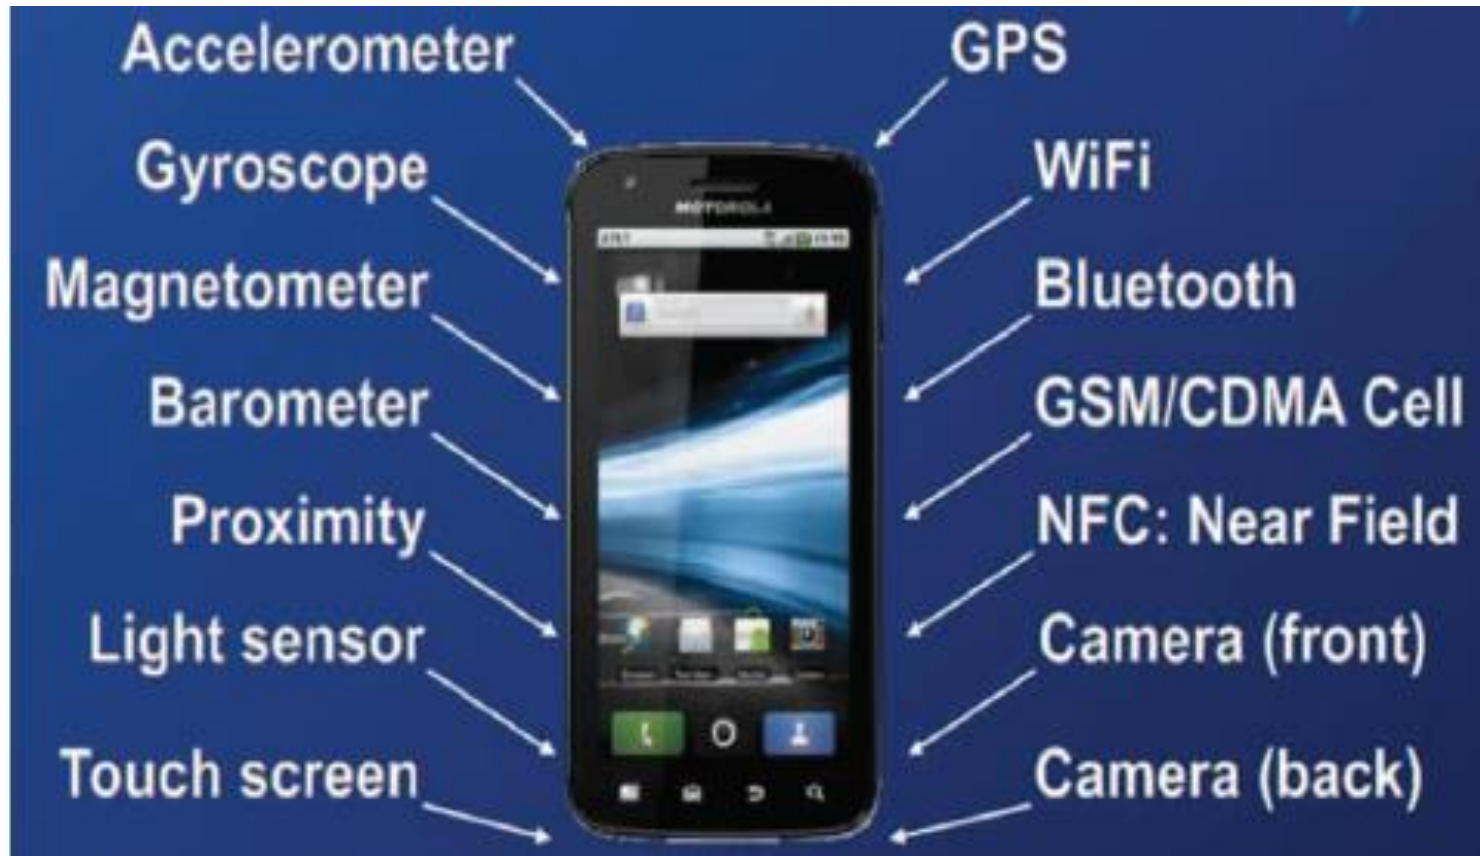 Accelerometer
Gyroscope
Magnetometer
Barometer
Proximity
Light sensor
Touch screen
GPS
WiFi
Bluetooth
GSM/CDMA Cell
NFC: Near Field
Camera (front)
Camera (back)
MOTOROLA